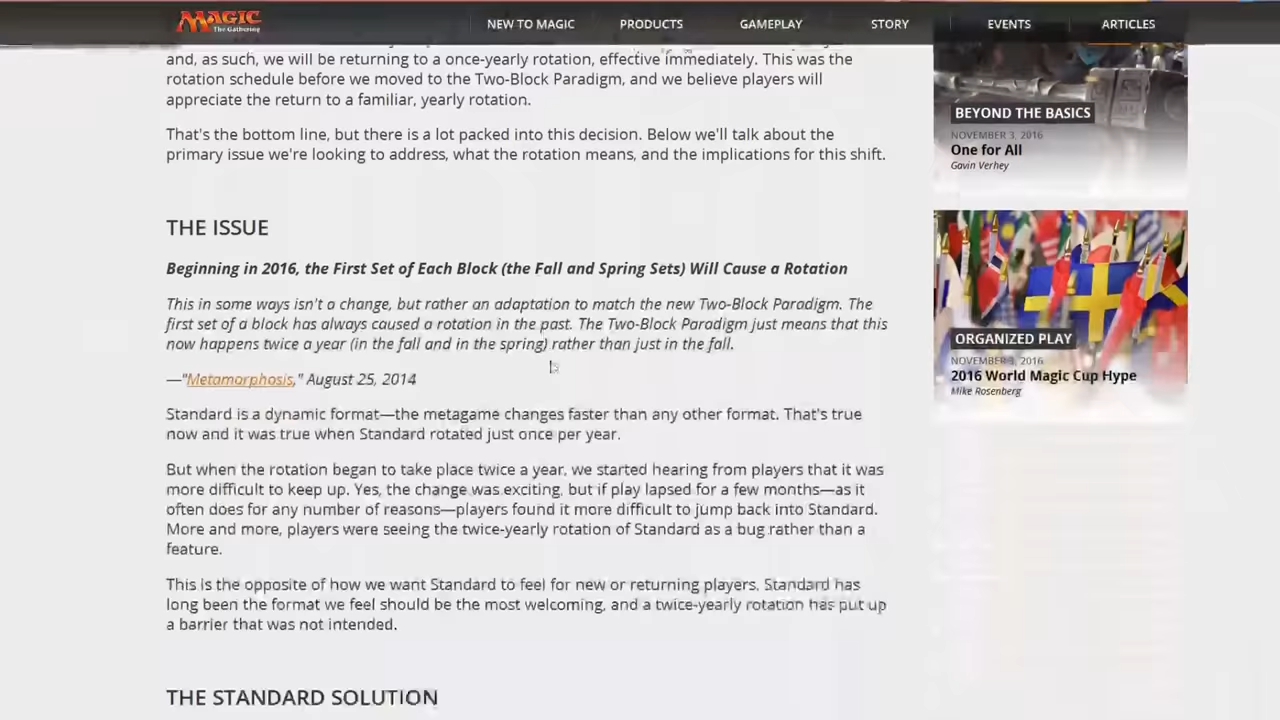 MAGIC
The Gathering
NEW TO MAGIC
PRODUCTS
GAMEPLAY
STORY
EVENTS
ARTICLES
and, as such, we will be returning to a once-yearly rotation, effective immediately. This was the
rotation schedule before we moved to the Two-Block Paradigm, and we believe players will
appreciate the return to a familiar, yearly rotation.
That's the bottom line, but there is a lot packed into this decision. Below we'll talk about the
primary issue we're looking to address, what the rotation means, and the implications for this shift.
THE ISSUE
Beginning in 2016, the First Set of Each Block (the Fall and Spring Sets) Will Cause a Rotation
This in some ways isn't a change, but rather an adaptation to match the new Two-Block Paradigm. The
first set of a block has always caused a rotation in the past. The Two-Block Paradigm just means that this
now happens twice a year (in the fall and in the spring) rather than just in the fall.
—"Metamorphosis," August 25, 2014
Standard is a dynamic format—the metagame changes faster than any other format. That's true
now and it was true when Standard rotated just once per year.
But when the rotation began to take place twice a year, we started hearing from players that it was
more difficult to keep up. Yes, the change was exciting, but if play lapsed for a few months—as it
often does for any number of reasons—players found it more difficult to jump back into Standard.
More and more, players were seeing the twice-yearly rotation of Standard as a bug rather than a
feature.
This is the opposite of how we want Standard to feel for new or returning players. Standard has
long been the format we feel should be the most welcoming, and a twice-yearly rotation has put up
a barrier that was not intended.
THE STANDARD SOLUTION
BEYOND THE BASICS
NOVEMBER 3, 2016
One for All
Gavin Verhey
ORGANIZED PLAY
NOVEMBER 3, 2016
2016 World Magic Cup Hype
Mike Rosenberg